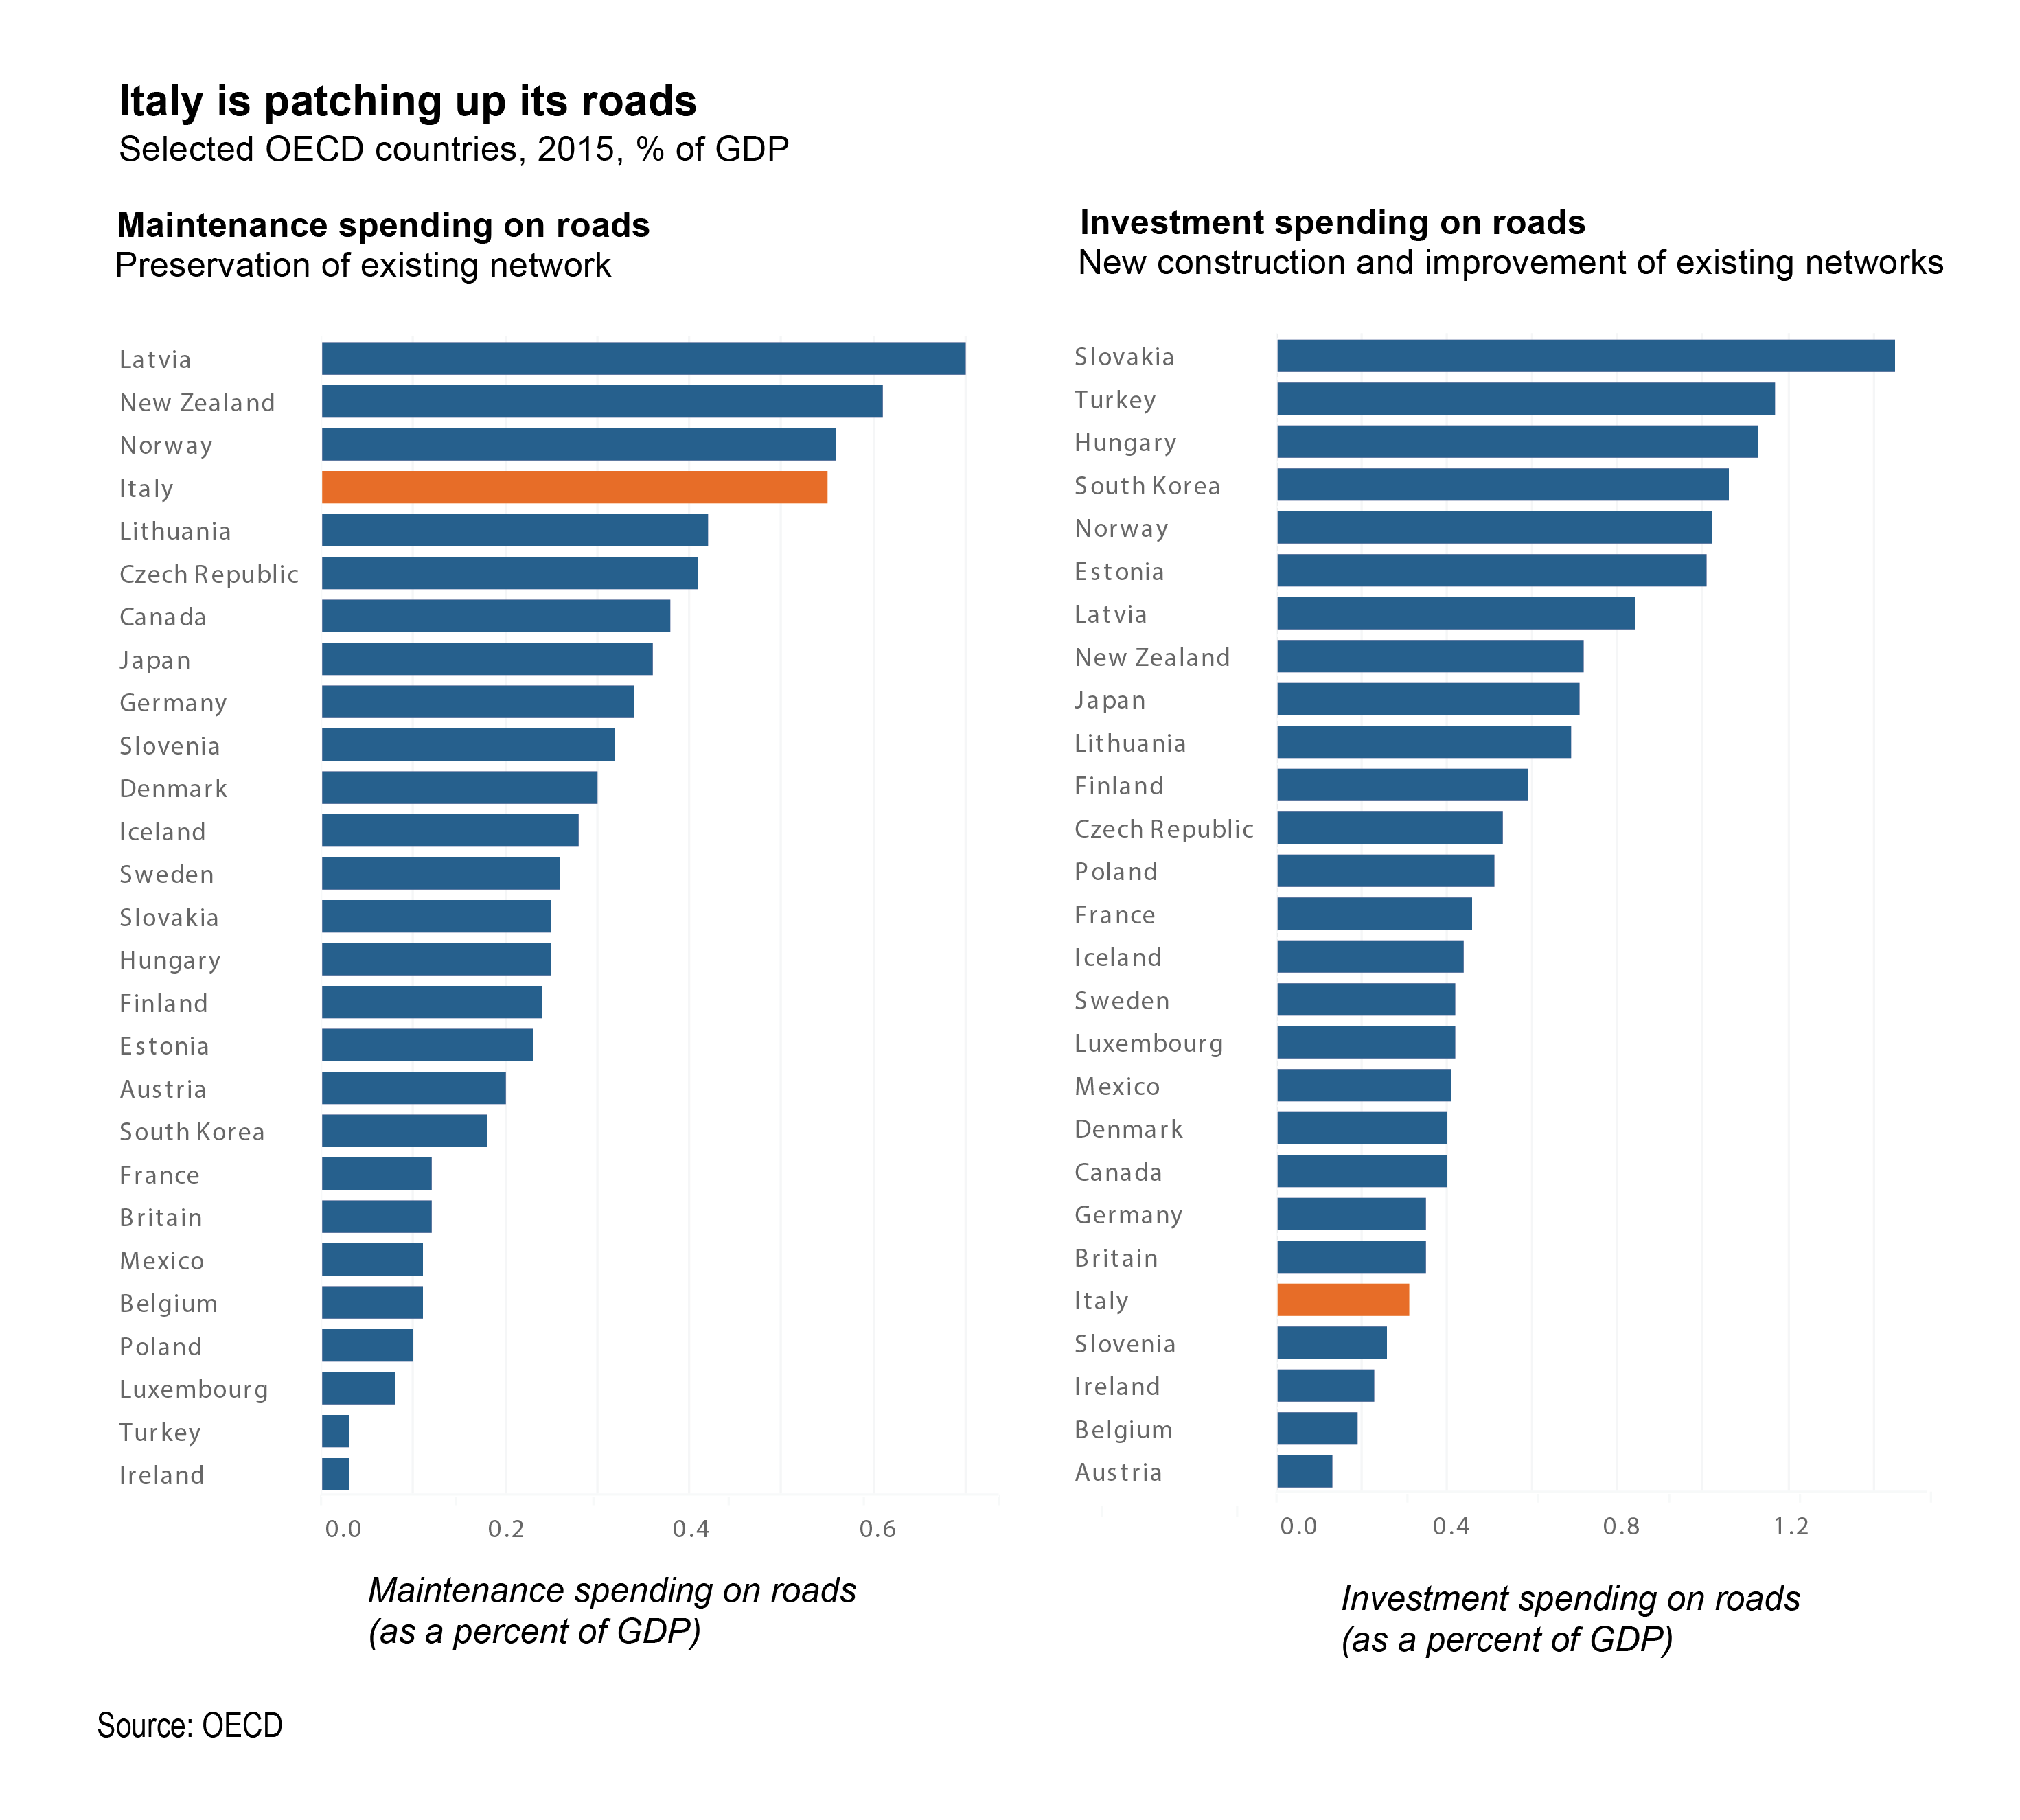 Italy is patching up its roads
Selected OECD countries, 2015, % of GDP
Maintenance spending on roads
Preservation of existing network
Latvia
New Zealand
Norway
Italy
Lithuania
Czech Republic
Canada
Japan
Germany
Slovenia
Denmark
Iceland
Sweden
Slovakia
Hungary
Finland
Estonia
Austria
South Korea
France
Britain
Mexico
Belgium
Poland
Luxembourg
Turkey
Ireland
0.0 0.2 0.4 0.6
Maintenance spending on roads
(as a percent of GDP)
Investment spending on roads
New construction and improvement of existing networks
Slovakia
Turkey
Hungary
South Korea
Norway
Estonia
Latvia
New Zealand
Japan
Lithuania
Finland
Czech Republic
Poland
France
Iceland
Sweden
Luxembourg
Mexico
Denmark
Canada
Germany
Britain
Italy
Slovenia
Ireland
Belgium
Austria
0.0 0.4 0.8 1.2
Investment spending on roads
(as a percent of GDP)
Source: OECD